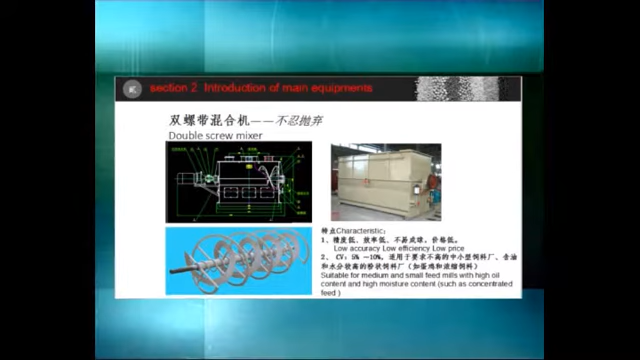 section 2 Introduction of main equipments
双螺带混合机——不忍抛弃
Double screw mixer
特点Characteristic:
1、精度低、效率低、不易成球，价格低。
Low accuracy Low efficiency Low price
2、CV：5% ～10%，适用于要求不高的中小型饲料厂、含油
和水分较高的粉状饲料厂（如蛋鸡和浓缩饲料）
Suitable for medium and small feed mills with high oil
content and high moisture content (such as concentrated
feed )